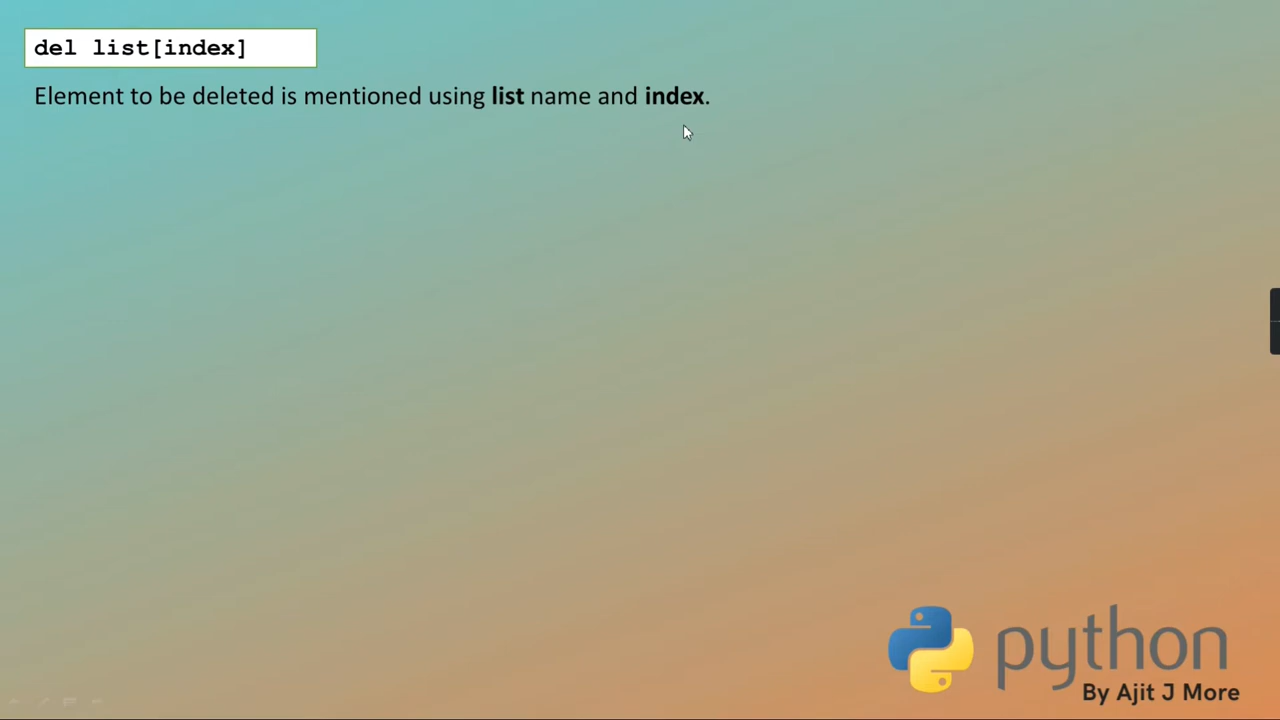 del list[index]
Element to be deleted is mentioned using list name and index.
python
By Ajit J More